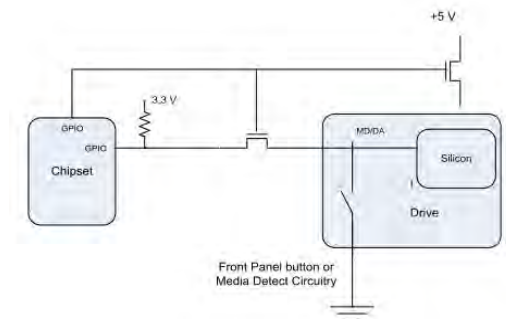 +5 V
3.3 V
GPIO
GPIO
Chipset
MD/DA
Silicon
Drive
Front Panel button or
Media Detect Circuitry